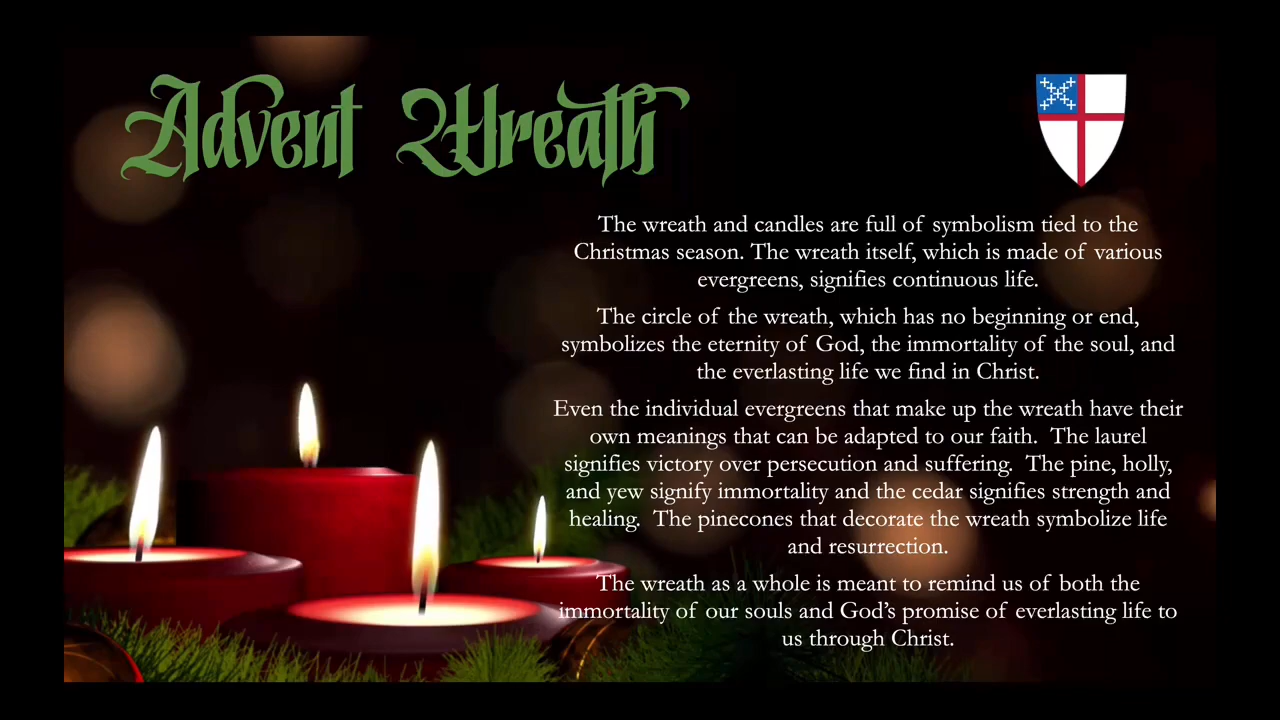 Advent Wreath
The wreath and candles are full of symbolism tied to the
Christmas season. The wreath itself, which is made of various
evergreens, signifies continuous life.
The circle of the wreath, which has no beginning or end,
symbolizes the eternity of God, the immortality of the soul, and
the everlasting life we find in Christ.
Even the individual evergreens that make up the wreath have their
own meanings that can be adapted to our faith.  The laurel
signifies victory over persecution and suffering.  The pine, holly,
and yew signify immortality and the cedar signifies strength and
healing.  The pinecones that decorate the wreath symbolize life
and resurrection.
The wreath as a whole is meant to remind us of both the
immortality of our souls and God’s promise of everlasting life to
us through Christ.